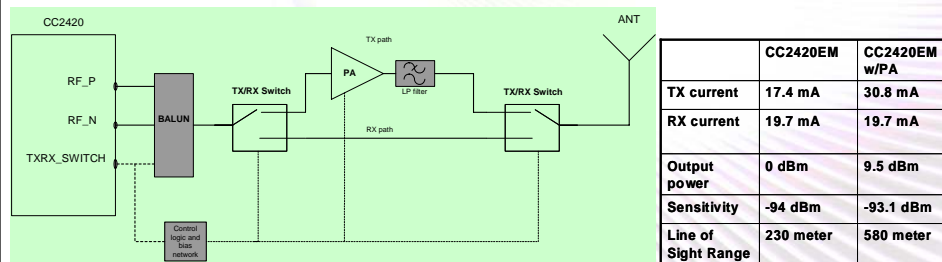 CC2420
RF_P
RF_N
TXRX_SWITCH
BALUN
TX/RX Switch
TX path
PA
LP filter
RX path
TX/RX Switch
ANT
Control
logic and
bias
network
CC2420EM CC2420EM
w/PA
TX current 17.4 mA 30.8 mA
RX current 19.7 mA 19.7 mA
Output 0 dBm 9.5 dBm
power
Sensitivity -94 dBm -93.1 dBm
Line of 230 meter 580 meter
Sight Range